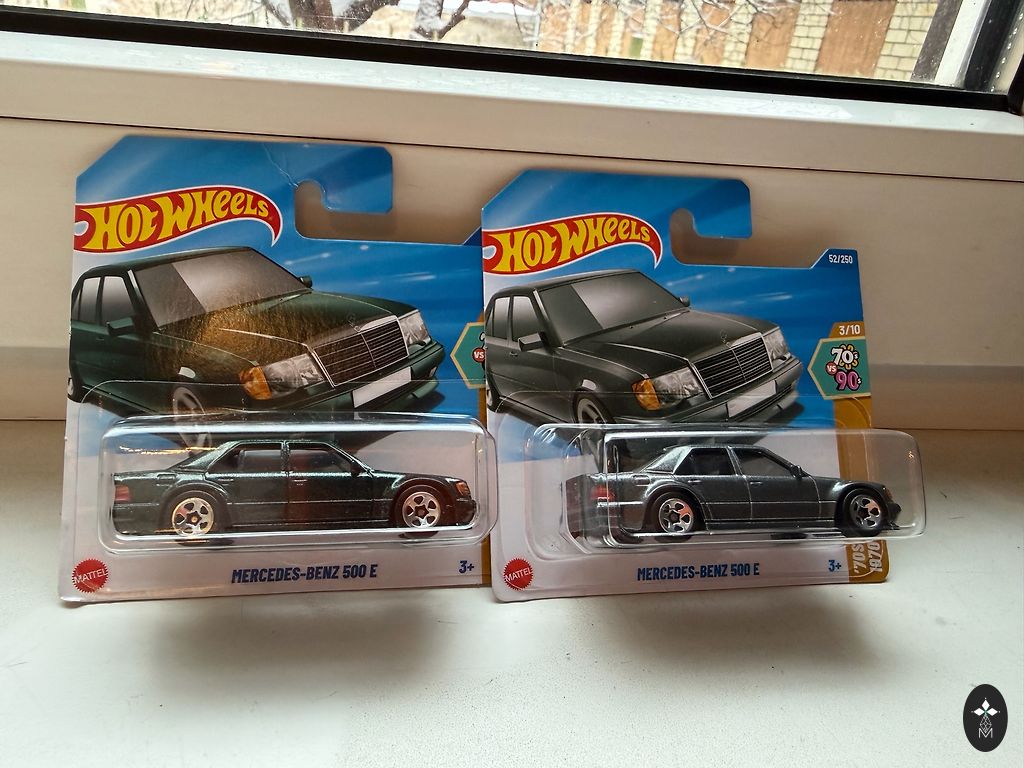 HOT WHEELS
VS
MATTEL
MERCEDES-BENZ 500 E
3+
HOT WHEELS
52/250
3/10
70s
VS
90s
MATTEL
MERCEDES-BENZ 500 E
3+
M